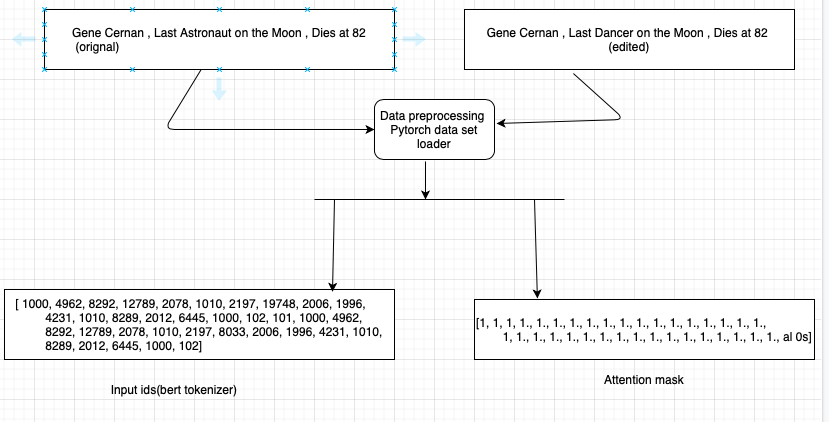 Gene Cernan , Last Astronaut on the Moon , Dies at 82
(orignal)
Gene Cernan , Last Dancer on the Moon , Dies at 82
(edited)
Data preprocessing
Pytorch data set
loader
[ 1000, 4962, 8292, 12789, 2078, 1010, 2197, 19748, 2006, 1996,
4231, 1010, 8289, 2012, 6445, 1000, 102, 101, 1000, 4962,
8292, 12789, 2078, 1010, 2197, 8033, 2006, 1996, 4231, 1010,
8289, 2012, 6445, 1000, 102]
Input ids(bert tokenizer)
[1, 1, 1, 1., 1., 1., 1., 1., 1., 1., 1., 1., 1., 1., 1., 1., 1., 1.,
1, 1., 1., 1., 1., 1., 1., 1., 1., 1., 1., 1., 1., 1., 1., 1., 1., al 0s]
Attention mask